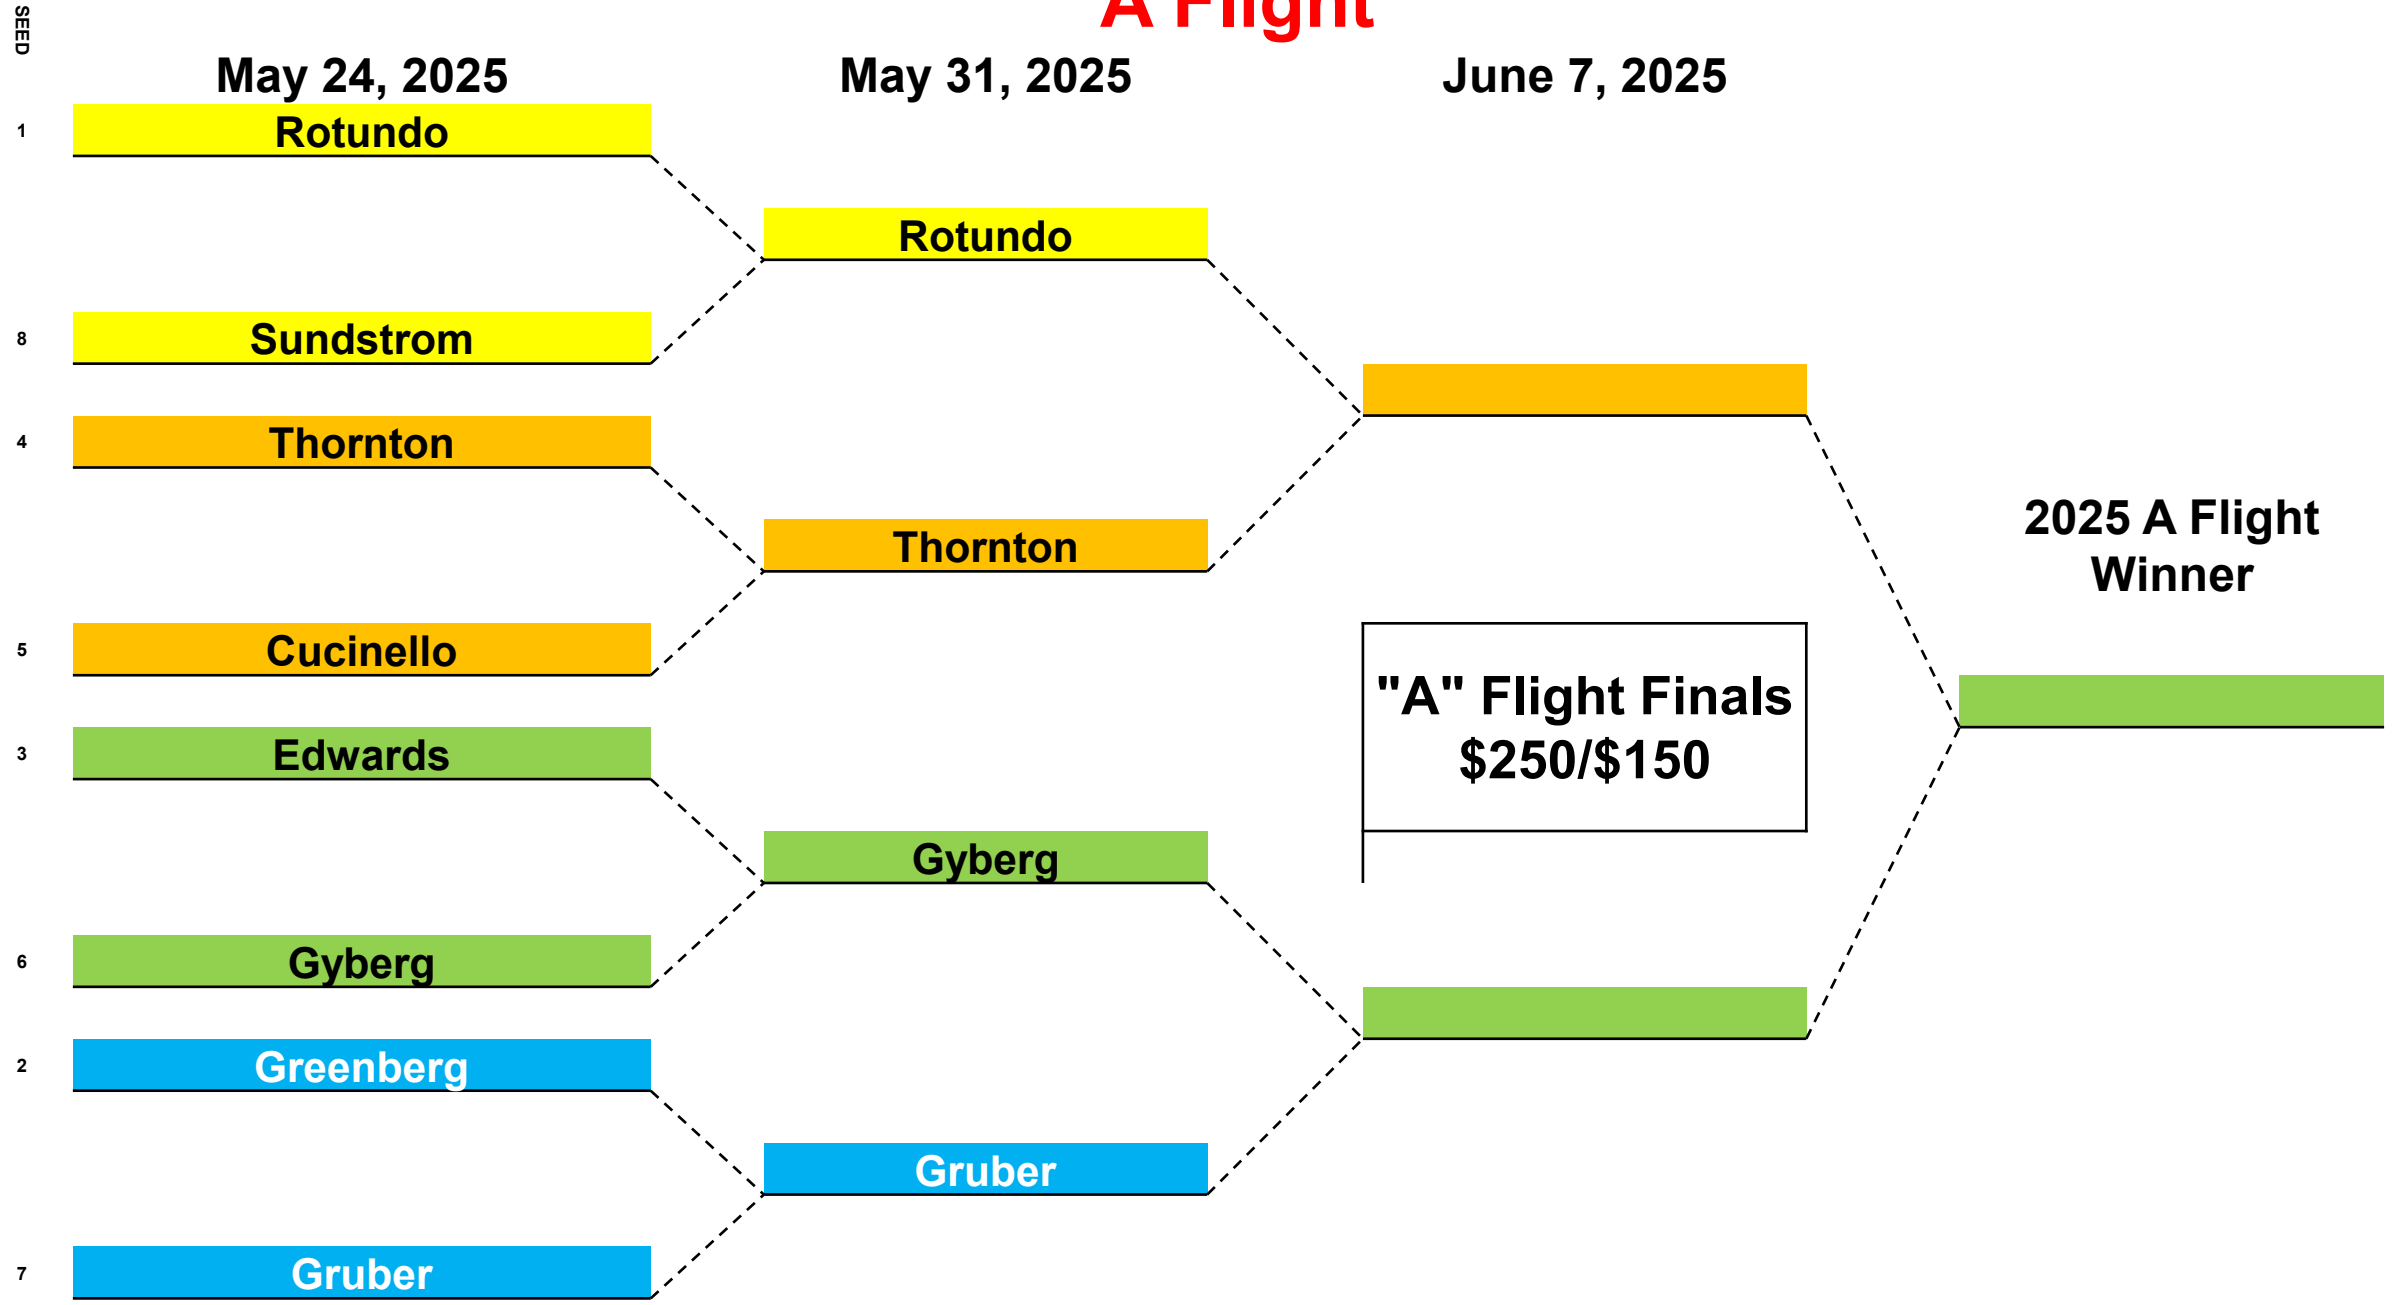 A Flight
SEED
May 24, 2025
May 31, 2025
June 7, 2025
1
Rotundo
Rotundo
8
Sundstrom
4
Thornton
Thornton
2025 A Flight
Winner
5
Cucinello
"A" Flight Finals
$250/$150
3
Edwards
Gyberg
6
Gyberg
2
Greenberg
Gruber
7
Gruber